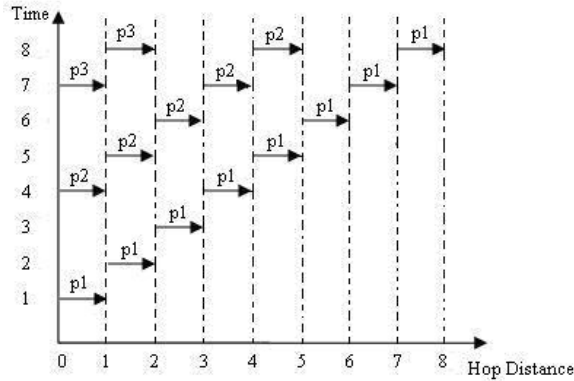 Time
8 p3 p2 p1
7 p3 p2 p1
6 p2 p1
5 p2 p1
4 p2 p1
3 p1
2 p1
1 p1
0 1 2 3 4 5 6 7 8
Hop Distance